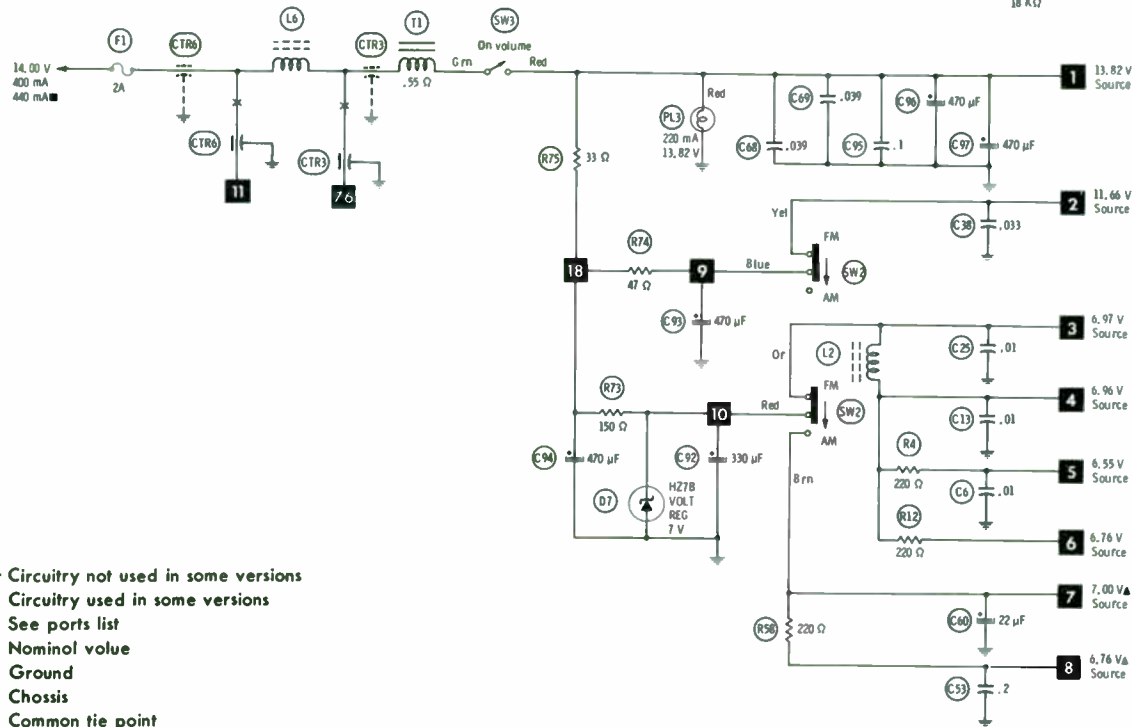 18 KΩ
F1
CTR6
L6
CTR3
T1
SW3
On volume
14.00 V
400 mA
440 mA■
2A
.55 Ω
Grn
Red
1
13.82 V
Source
CTR6
11
CTR3
76
R75
33 Ω
Red
PL3
220 mA
13.82 V
C68
.039
C69
.039
C95
.1
C96
470 µF
C97
470 µF
2
11.66 V
Source
Yel
C38
.033
18
R74
47 Ω
9
Blue
FM
SW2
AM
C93
470 µF
3
6.97 V
Source
Or
L2
C25
.01
FM
SW2
AM
4
6.96 V
Source
C13
.01
R73
150 Ω
10
Red
C94
470 µF
C92
330 µF
D7
HZ7B
VOLT
REG
7 V
Brn
R4
220 Ω
C6
.01
5
6.55 V
Source
R12
220 Ω
6
6.76 V
Source
7
7.00 V▲
Source
R58
220 Ω
C60
22 µF
8
6.76 V▲
Source
C53
.2
Circuitry not used in some versions
Circuitry used in some versions
See ports list
Nominol volue
Ground
Chossis
Common tie point